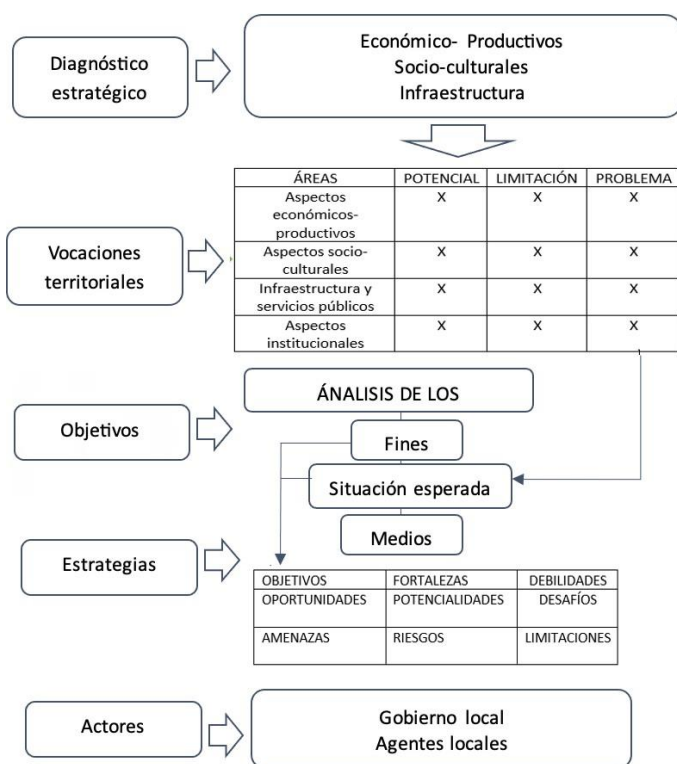 Diagnóstico
estratégico
Económico- Productivos
Socio-culturales
Infraestructura
Vocaciones
territoriales
ÁREAS POTENCIAL LIMITACIÓN PROBLEMA
Aspectos
económicos-
productivos X X X
Aspectos socio-
culturales X X X
Infraestructura y
servicios públicos X X X
Aspectos
institucionales X X X
Objetivos
ÁNALISIS DE LOS
Fines
Situación esperada
Medios
Estrategias
OBJETIVOS FORTALEZAS DEBILIDADES
OPORTUNIDADES POTENCIALIDADES DESAFÍOS
AMENAZAS RIESGOS LIMITACIONES
Actores
Gobierno local
Agentes locales